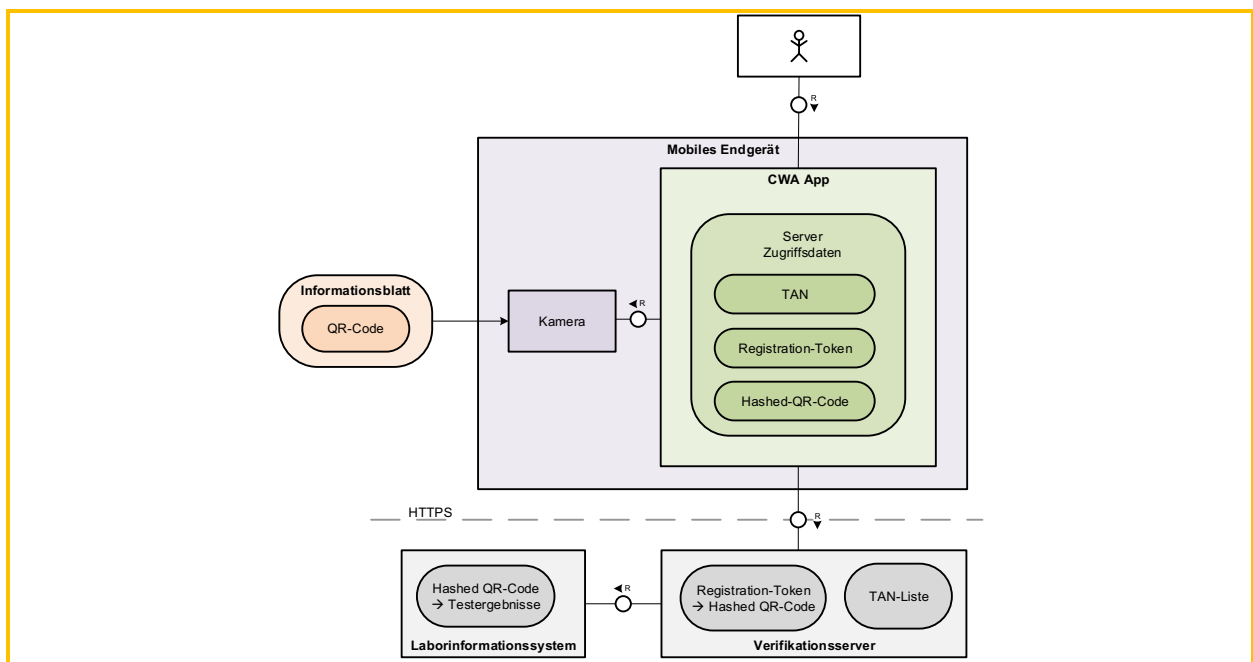 R
Mobiles Endgerät
CWA App
Server
Zugriffsdaten
Informationsblatt
QR-Code
Kamera
R
TAN
Registration-Token
Hashed-QR-Code
HTTPS
R
Hashed QR-Code
→ Testergebnisse
Laborinformationssystem
R
Registration-Token
→ Hashed QR-Code
TAN-Liste
Verifikationsserver